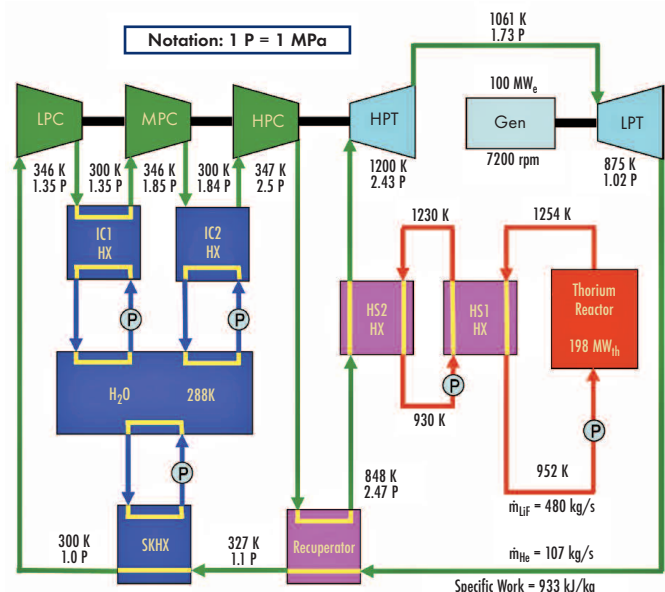 Notation: 1 P = 1 MPa
1061 K
1.73 P
LPC
MPC
HPC
HPT
100 MWe
Gen
7200 rpm
LPT
346 K
1.35 P
300 K
1.35 P
346 K
1.85 P
300 K
1.84 P
347 K
2.5 P
1200 K
2.43 P
875 K
1.02 P
IC1
HX
IC2
HX
1230 K
1254 K
HS2
HX
HS1
HX
Thorium
Reactor
198 MWth
P
P
H2O
288K
P
930 K
P
P
952 K
848 K
2.47 P
ṁLiF = 480 kg/s
300 K
1.0 P
SKHX
327 K
1.1 P
Recuperator
ṁHe = 107 kg/s
Specific Work = 933 kJ/kg